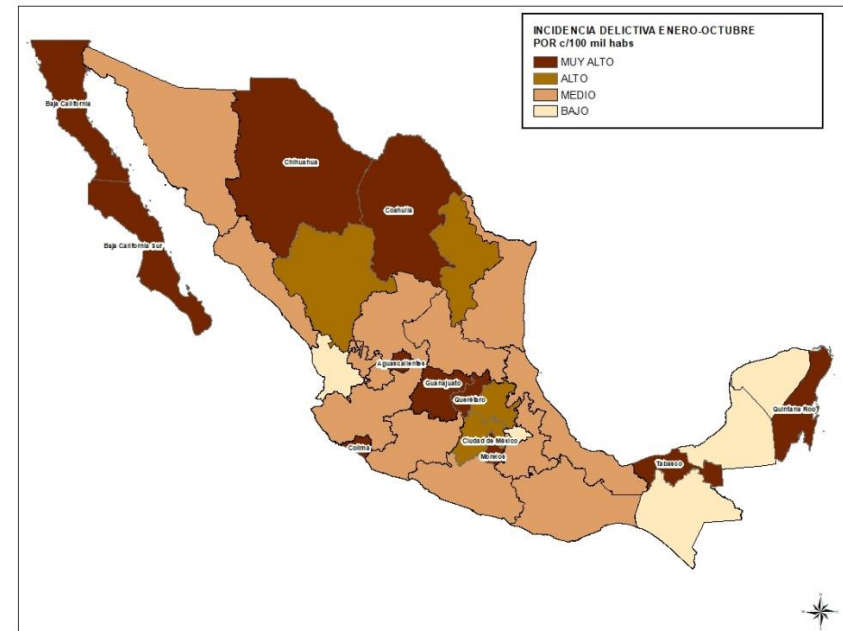 INCIDENCIA DELICTIVA ENERO-OCTUBRE
POR c/100 mil habs
MUY ALTO
ALTO
MEDIO
BAJO
Baja California
Chihuahua
Coahuila
Baja California Sur
Aguascalientes
Guanajuato
Querétaro
Quintana Roo
Ciudad de México
Colima
Morelos
Tabasco